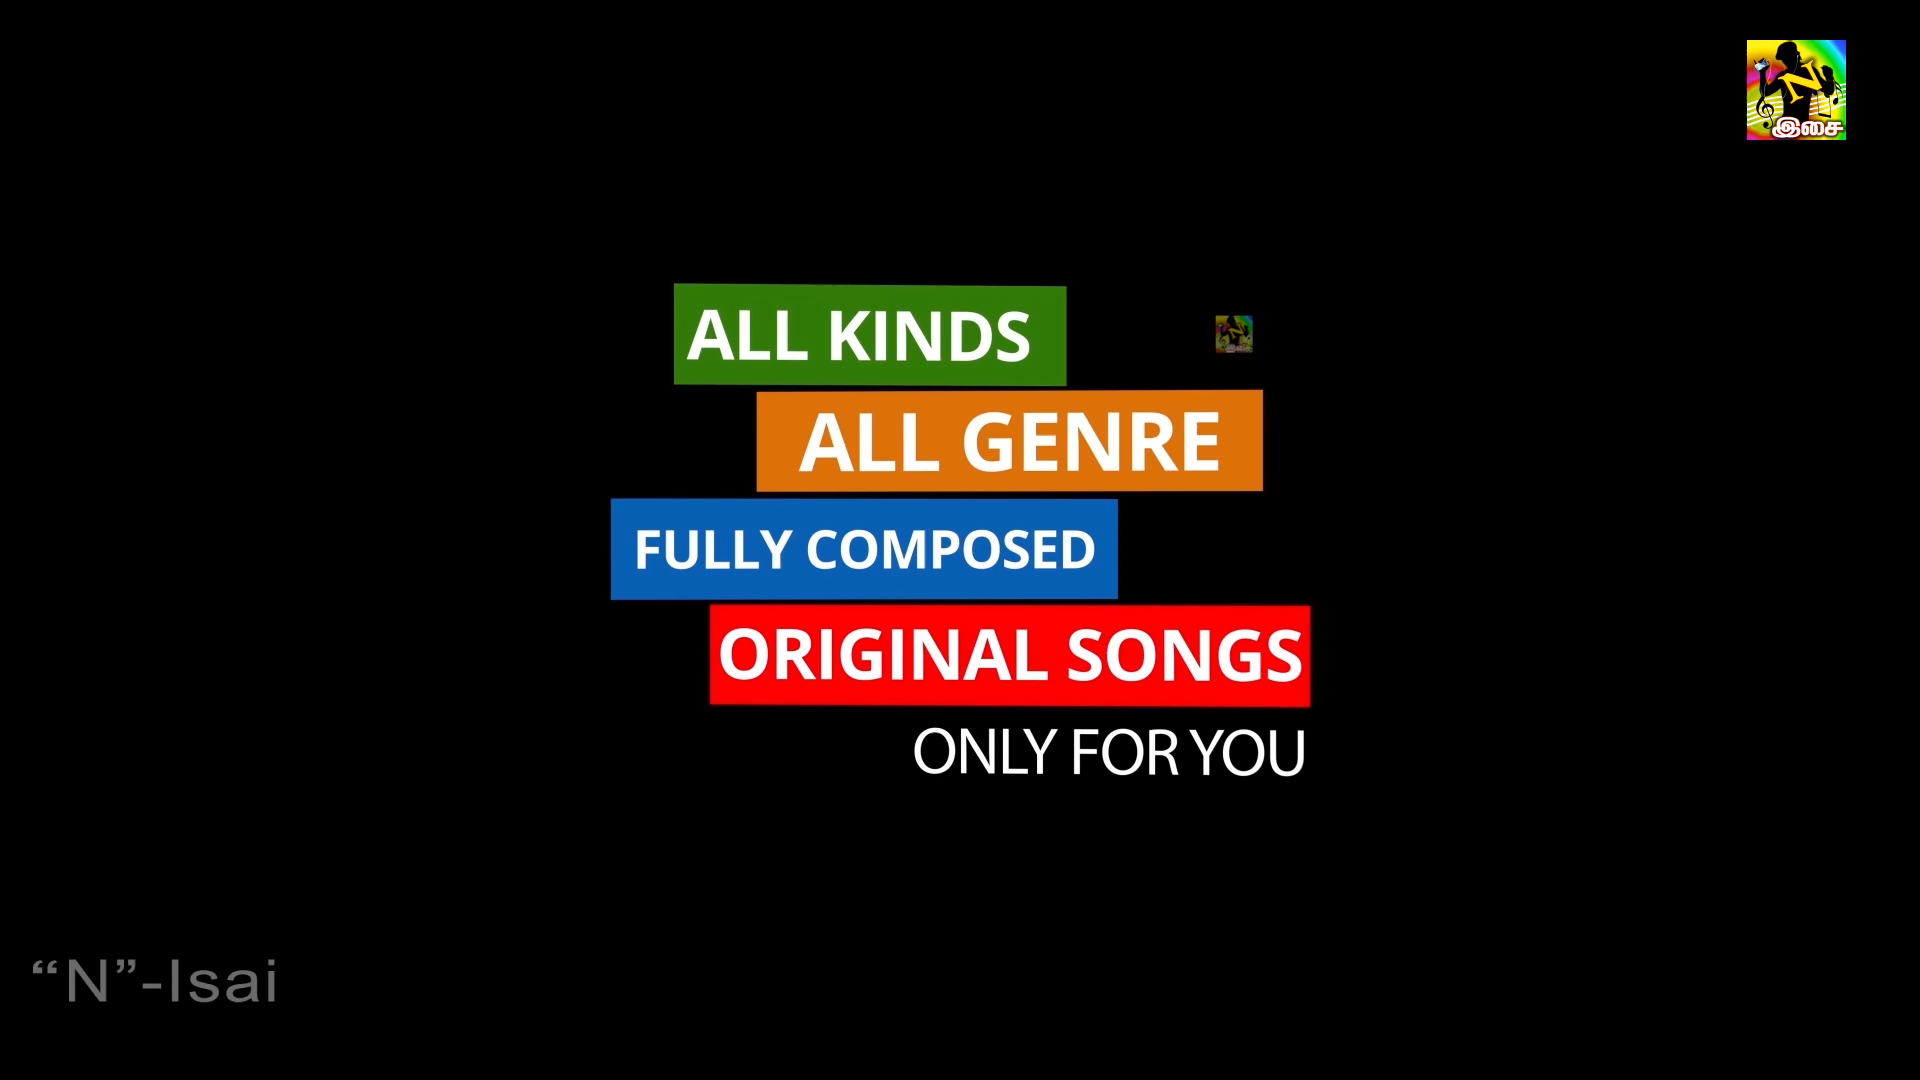 N
இசை
ALL KINDS
ALL GENRE
FULLY COMPOSED
ORIGINAL SONGS
ONLY FOR YOU
“N”-Isai